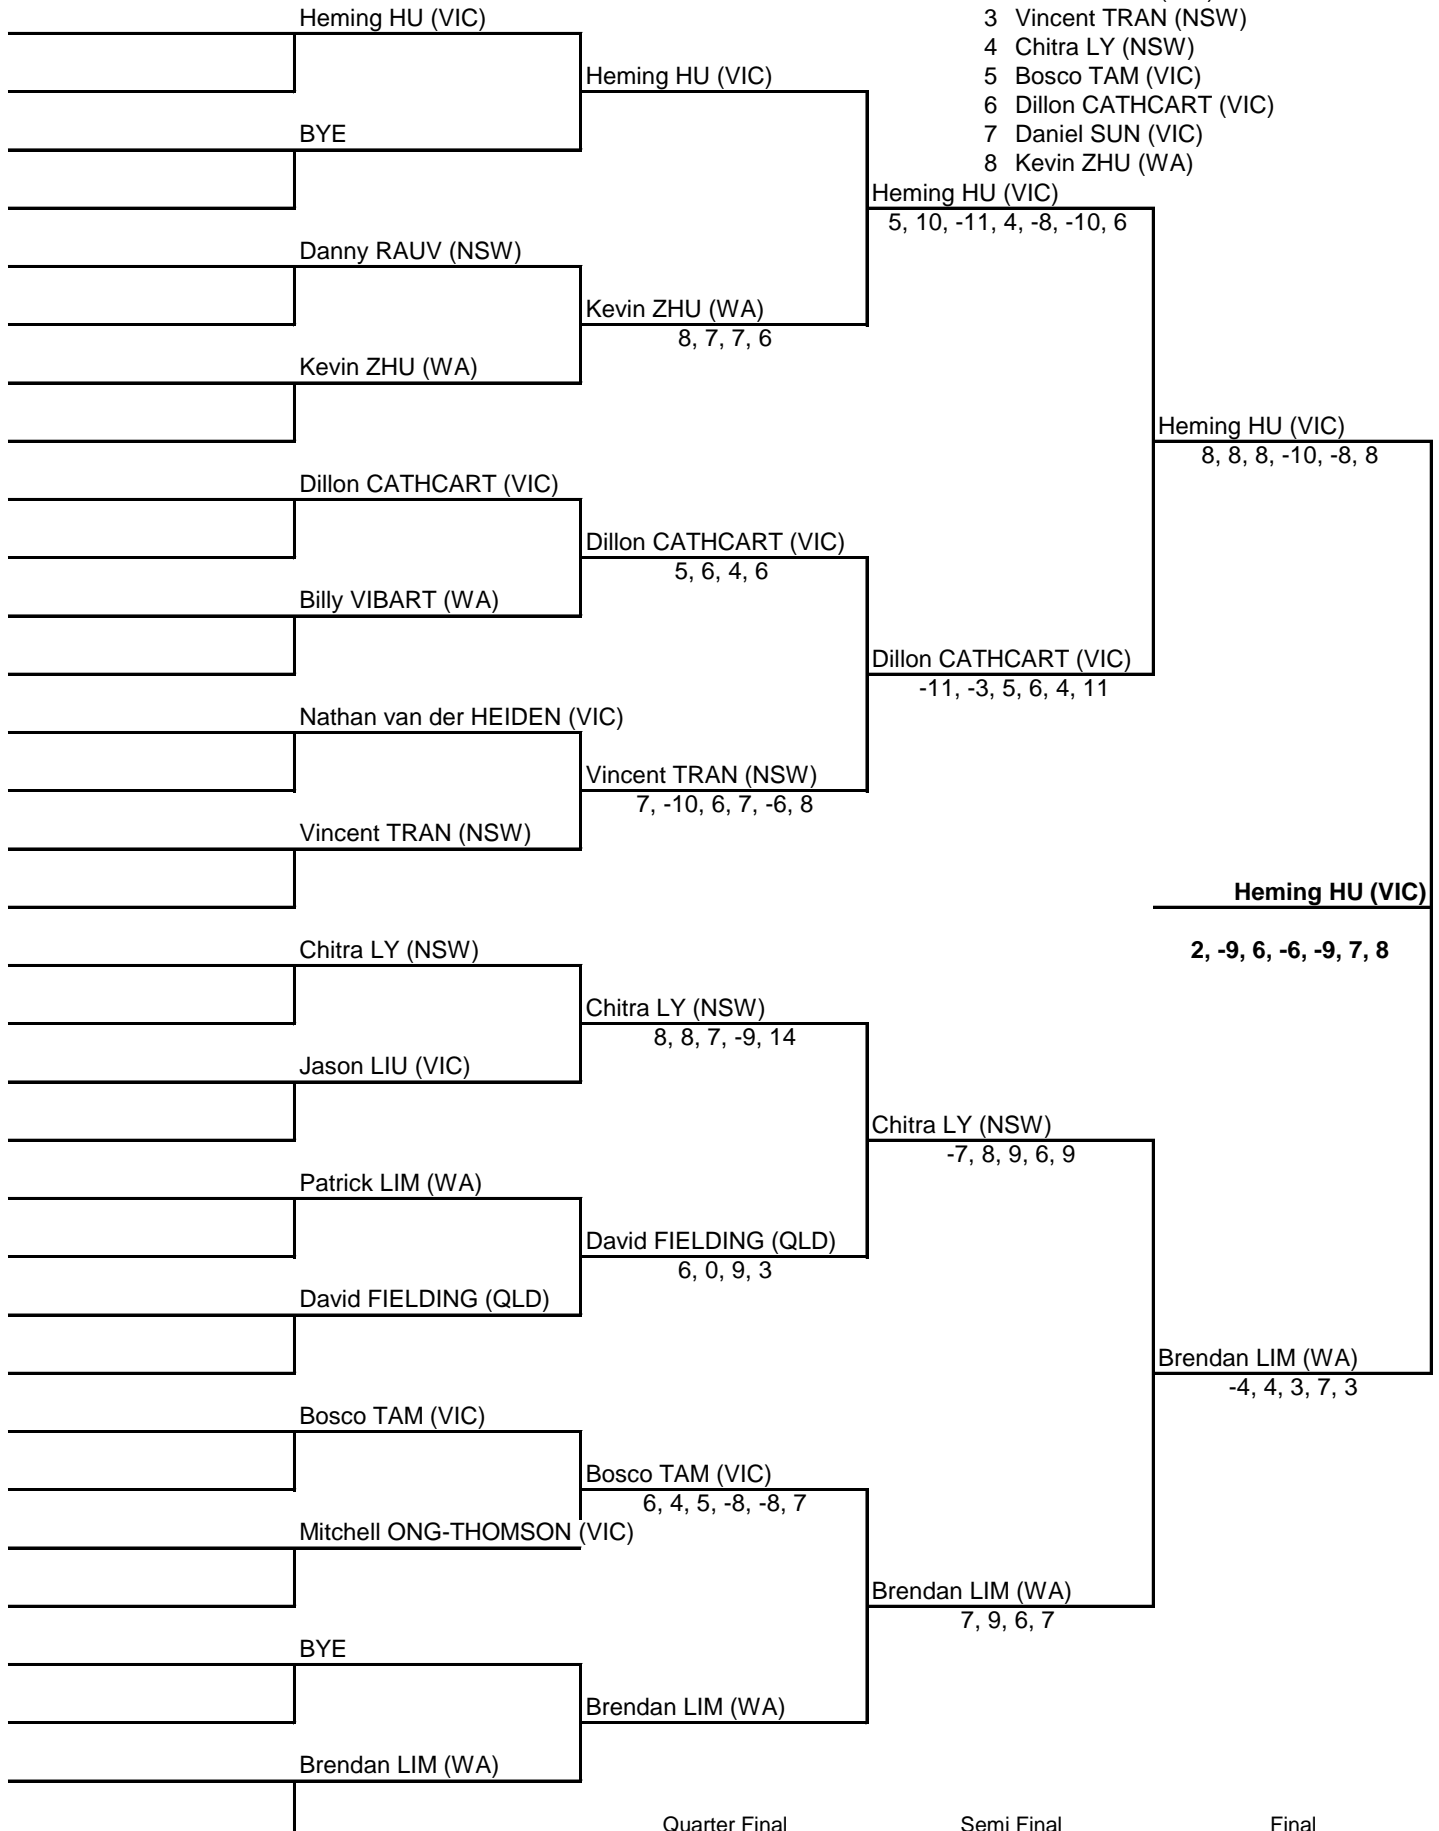 3 Vincent TRAN (NSW)
4 Chitra LY (NSW)
5 Bosco TAM (VIC)
6 Dillon CATHCART (VIC)
7 Daniel SUN (VIC)
8 Kevin ZHU (WA)
Heming HU (VIC)
BYE
Danny RAUV (NSW)
Kevin ZHU (WA)
Dillon CATHCART (VIC)
Billy VIBART (WA)
Nathan van der HEIDEN (VIC)
Vincent TRAN (NSW)
Chitra LY (NSW)
Jason LIU (VIC)
Patrick LIM (WA)
David FIELDING (QLD)
Bosco TAM (VIC)
Mitchell ONG-THOMSON (VIC)
BYE
Brendan LIM (WA)
Heming HU (VIC)
Kevin ZHU (WA)
8, 7, 7, 6
Dillon CATHCART (VIC)
5, 6, 4, 6
Vincent TRAN (NSW)
7, -10, 6, 7, -6, 8
Chitra LY (NSW)
8, 8, 7, -9, 14
David FIELDING (QLD)
6, 0, 9, 3
Bosco TAM (VIC)
6, 4, 5, -8, -8, 7
Brendan LIM (WA)
Quarter Final
Heming HU (VIC)
5, 10, -11, 4, -8, -10, 6
Dillon CATHCART (VIC)
-11, -3, 5, 6, 4, 11
Chitra LY (NSW)
-7, 8, 9, 6, 9
Brendan LIM (WA)
7, 9, 6, 7
Semi Final
Heming HU (VIC)
8, 8, 8, -10, -8, 8
Heming HU (VIC)
2, -9, 6, -6, -9, 7, 8
Brendan LIM (WA)
-4, 4, 3, 7, 3
Final